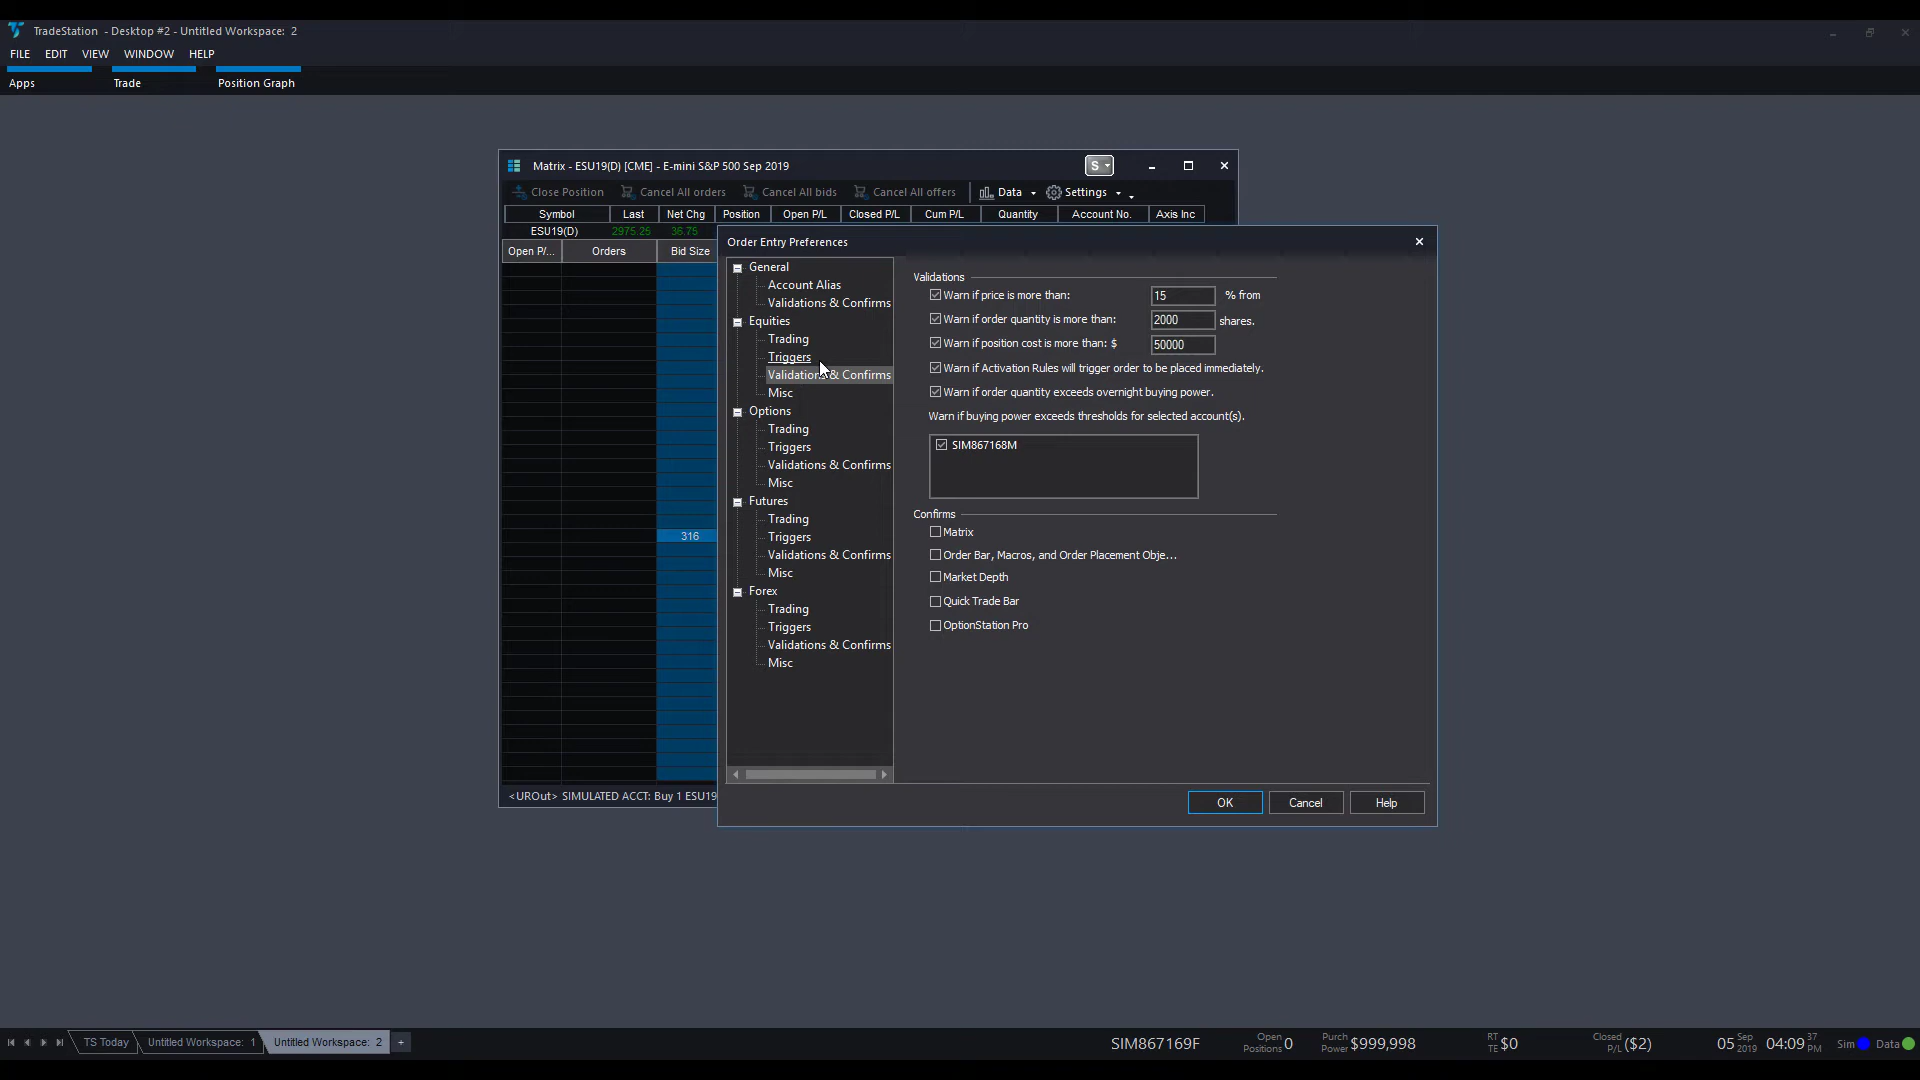 TradeStation - Desktop #2 - Untitled Workspace: 2
FILE EDIT VIEW WINDOW HELP
Apps Trade Position Graph
Matrix - ESU19(D) [CME] - E-mini S&P 500 Sep 2019
S
Close Position Cancel All orders Cancel All bids Cancel All offers Data Settings
Symbol Last Net Chg Position Open P/L Closed P/L Cum P/L Quantity Account No. Axis Inc
ESU19(D) 2975.25 36.75
Open P/... Orders Bid Size
316
<UROut> SIMULATED ACCT: Buy 1 ESU19
Order Entry Preferences
General
Account Alias
Validations & Confirms
Equities
Trading
Triggers
Validations & Confirms
Misc
Options
Trading
Triggers
Validations & Confirms
Misc
Futures
Trading
Triggers
Validations & Confirms
Misc
Forex
Trading
Triggers
Validations & Confirms
Misc
Validations
Warn if price is more than: 15 % from
Warn if order quantity is more than: 2000 shares.
Warn if position cost is more than: $ 50000
Warn if Activation Rules will trigger order to be placed immediately.
Warn if order quantity exceeds overnight buying power.
Warn if buying power exceeds thresholds for selected account(s).
SIM867168M
Confirms
Matrix
Order Bar, Macros, and Order Placement Obje...
Market Depth
Quick Trade Bar
OptionStation Pro
OK Cancel Help
TS Today Untitled Workspace: 1 Untitled Workspace: 2 +
SIM867169F
Open Positions 0
Purch Power $999,998
RT TE $0
Closed P/L ($2)
05 Sep 2019 04:09 37 PM
Sim Data